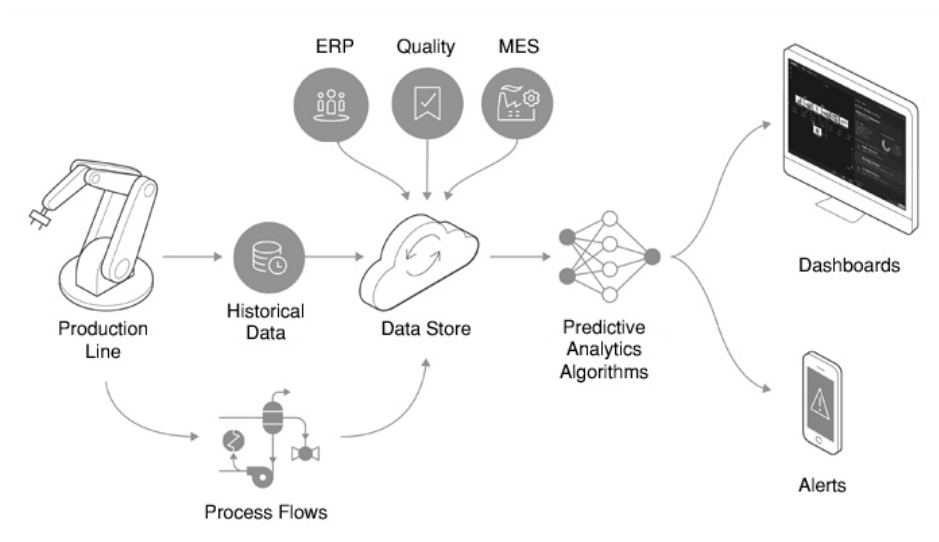 ERP
Quality
MES
Production
Line
Historical
Data
Data Store
Predictive
Analytics
Algorithms
Dashboards
Process Flows
Alerts